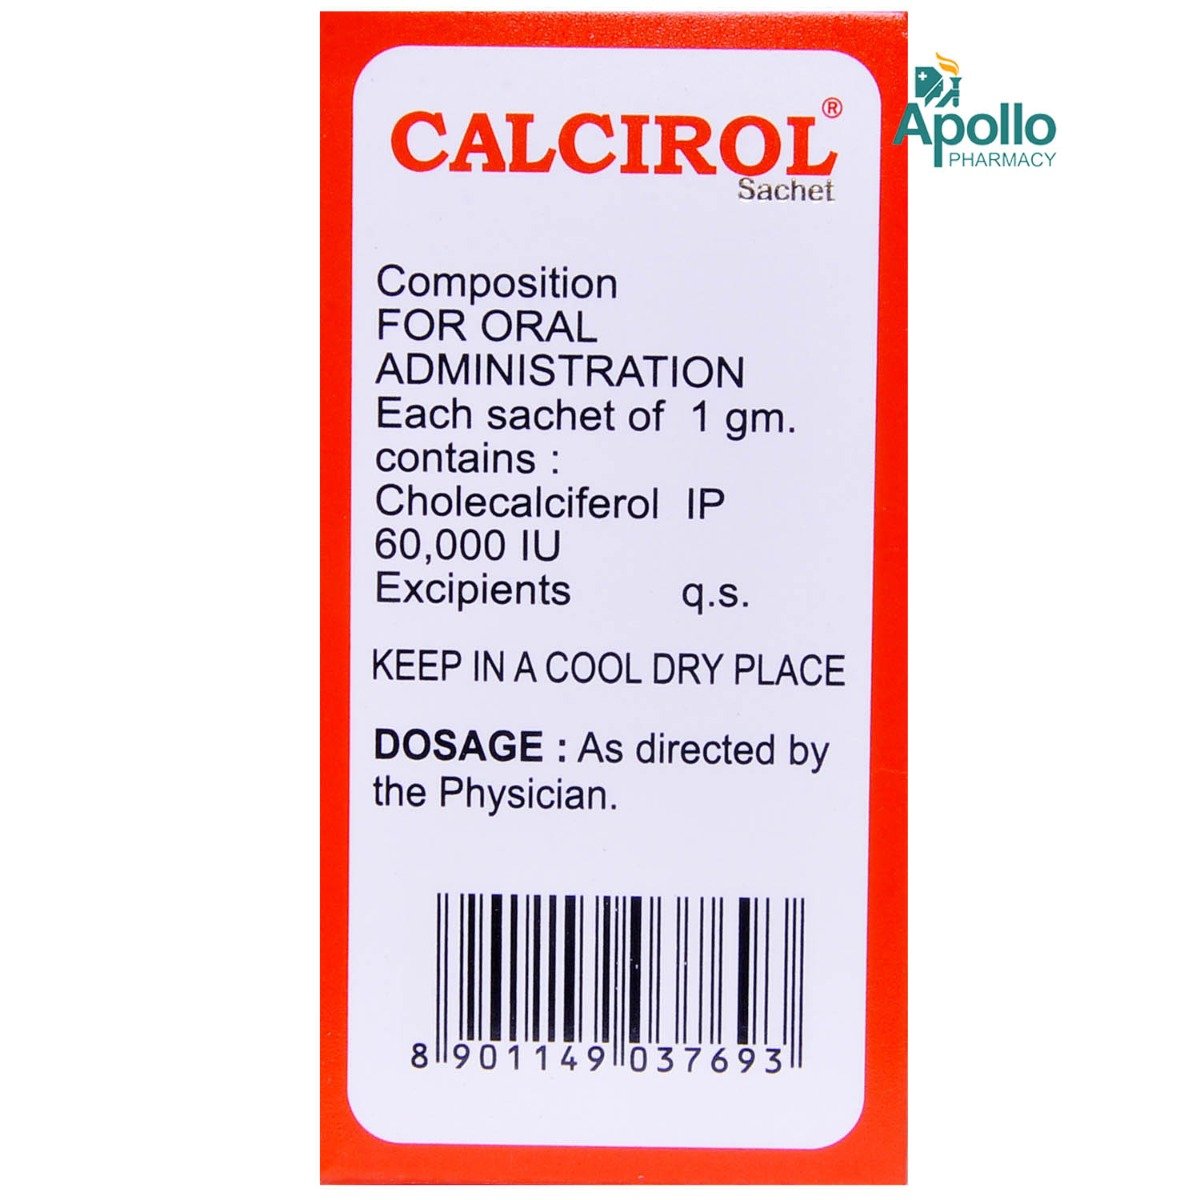 CALCIROL®
Sachet
Apollo
PHARMACY
Composition
FOR ORAL
ADMINISTRATION
Each sachet of 1 gm.
contains :
Cholecalciferol IP
60,000 IU
Excipients q.s.
KEEP IN A COOL DRY PLACE
DOSAGE : As directed by
the Physician.
8 901149 037693